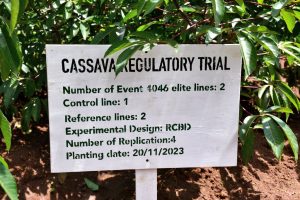 CASSAVA REGULATORY TRIAL
Number of Event 4046 elite lines: 2
Control line: 1
Reference lines: 2
Experimental Design: RCBD
Number of Replication:4
Planting date: 20/11/2023